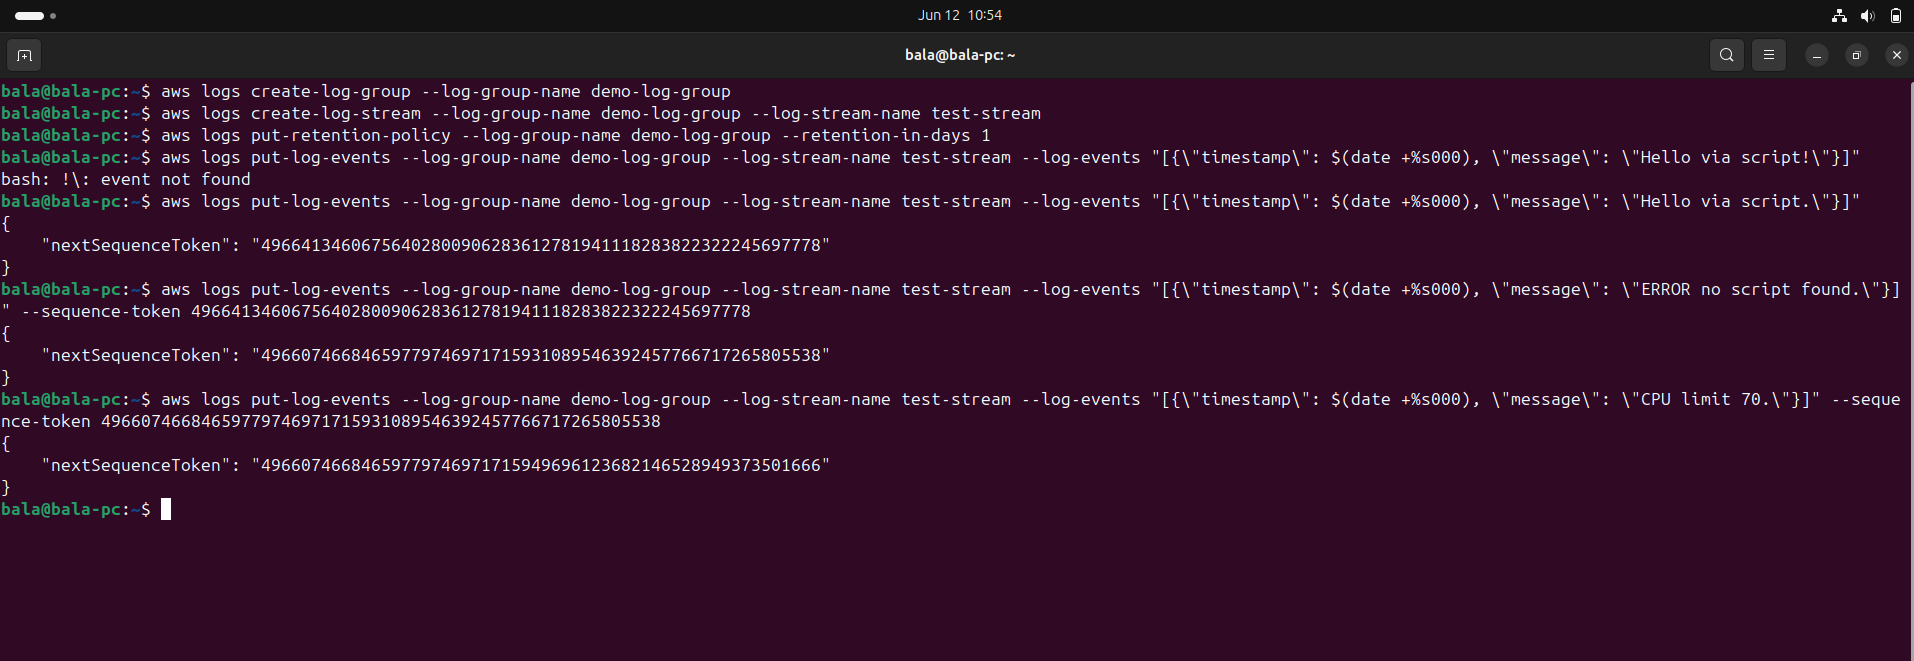 Jun 12 10:54
bala@bala-pc: ~
bala@bala-pc:~$ aws logs create-log-group --log-group-name demo-log-group
bala@bala-pc:~$ aws logs create-log-stream --log-group-name demo-log-group --log-stream-name test-stream
bala@bala-pc:~$ aws logs put-retention-policy --log-group-name demo-log-group --retention-in-days 1
bala@bala-pc:~$ aws logs put-log-events --log-group-name demo-log-group --log-stream-name test-stream --log-events "[{\"timestamp\": $(date +%s000), \"message\": \"Hello via script!\"}]"
bash: !\: event not found
bala@bala-pc:~$ aws logs put-log-events --log-group-name demo-log-group --log-stream-name test-stream --log-events "[{\"timestamp\": $(date +%s000), \"message\": \"Hello via script.\"}]"
{
    "nextSequenceToken": "49664134606756402800906283612781941118283822322245697778"
}
bala@bala-pc:~$ aws logs put-log-events --log-group-name demo-log-group --log-stream-name test-stream --log-events "[{\"timestamp\": $(date +%s000), \"message\": \"ERROR no script found.\"}]
" --sequence-token 49664134606756402800906283612781941118283822322245697778
{
    "nextSequenceToken": "49660746684659779746971715931089546392457766717265805538"
}
bala@bala-pc:~$ aws logs put-log-events --log-group-name demo-log-group --log-stream-name test-stream --log-events "[{\"timestamp\": $(date +%s000), \"message\": \"CPU limit 70.\"}]" --seque
nce-token 49660746684659779746971715931089546392457766717265805538
{
    "nextSequenceToken": "49660746684659779746971715949696123682146528949373501666"
}
bala@bala-pc:~$